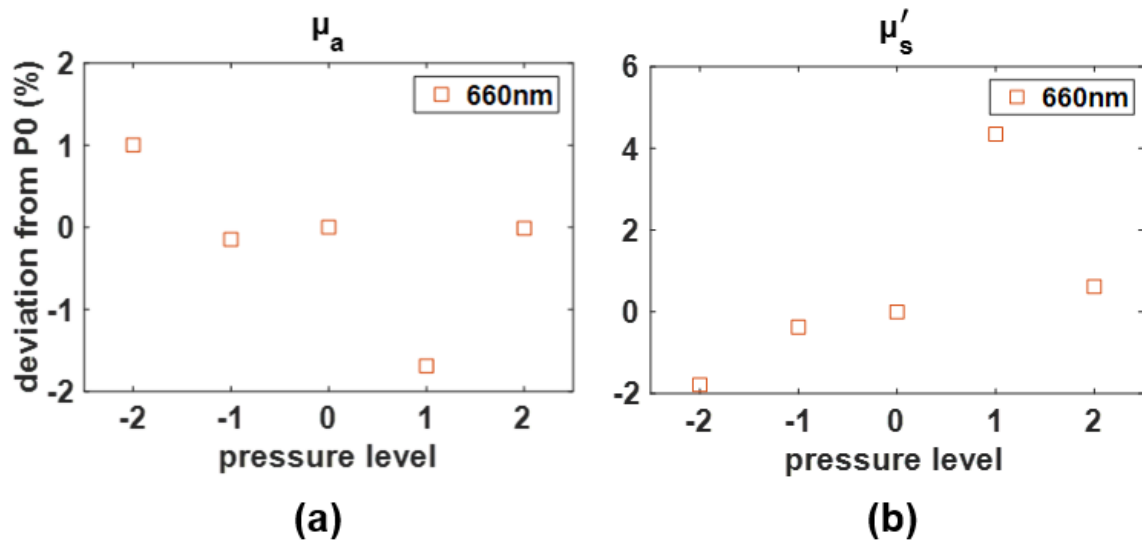 μa
660nm
deviation from P0 (%)
2
1
0
-1
-2
-2 -1 0 1 2
pressure level
(a)
μs′
660nm
6
4
2
0
-2
-2 -1 0 1 2
pressure level
(b)